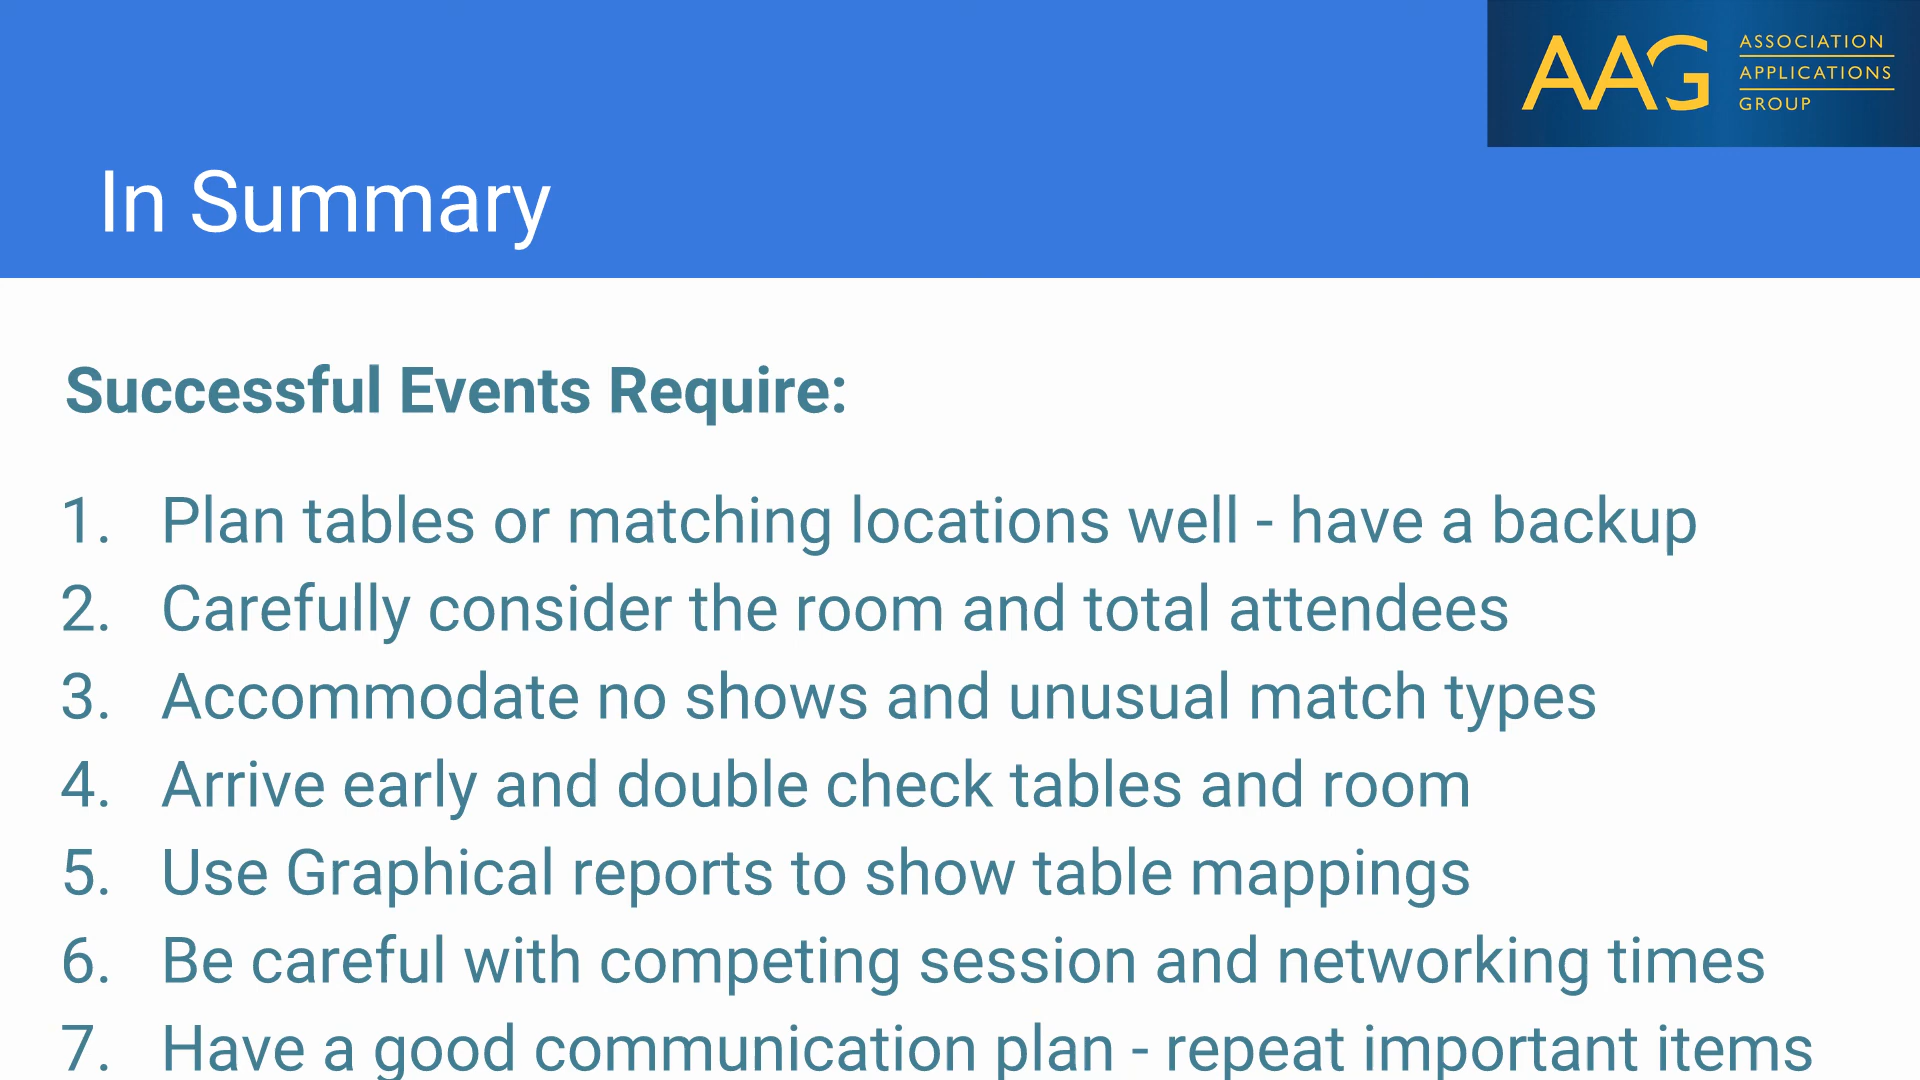 AAG
ASSOCIATION
APPLICATIONS
GROUP
In Summary
Successful Events Require:
1. Plan tables or matching locations well - have a backup
2. Carefully consider the room and total attendees
3. Accommodate no shows and unusual match types
4. Arrive early and double check tables and room
5. Use Graphical reports to show table mappings
6. Be careful with competing session and networking times
7. Have a good communication plan - repeat important items